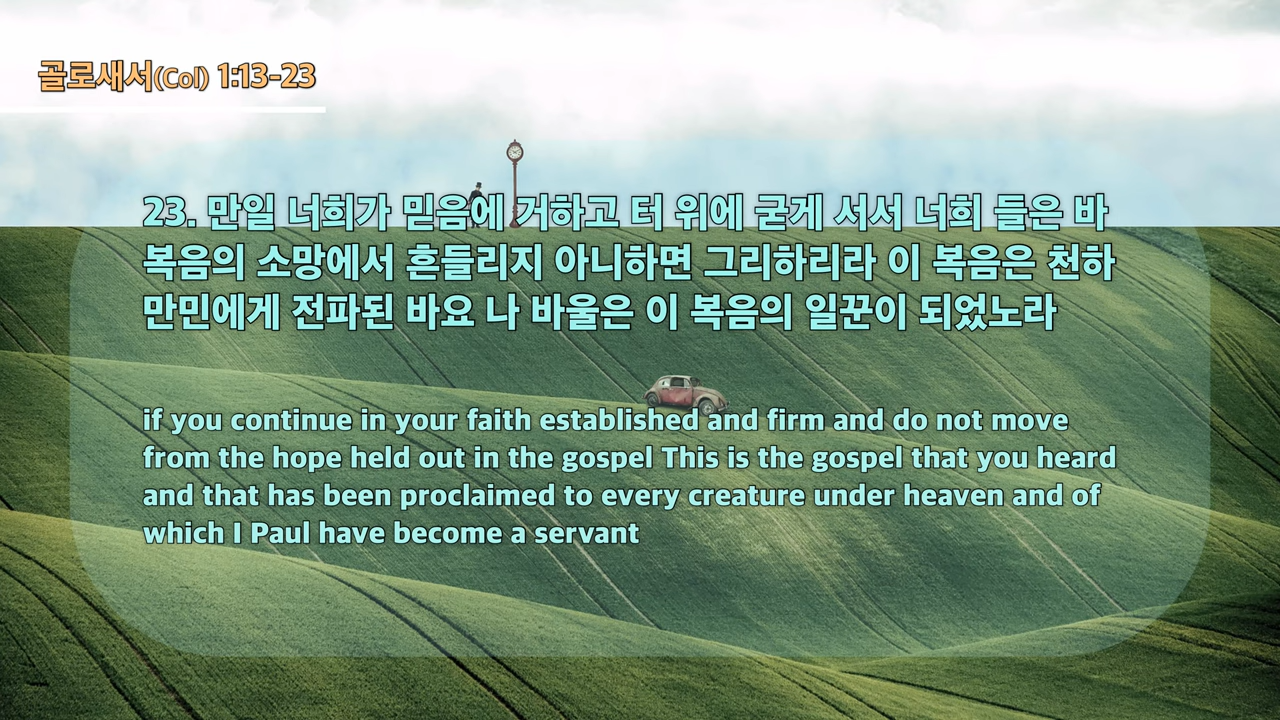 골로새서(Col) 1:13-23
23. 만일 너희가 믿음에 거하고 터 위에 굳게 서서 너희 들은 바
복음의 소망에서 흔들리지 아니하면 그리하리라 이 복음은 천하
만민에게 전파된 바요 나 바울은 이 복음의 일꾼이 되었노라
if you continue in your faith established and firm and do not move
from the hope held out in the gospel This is the gospel that you heard
and that has been proclaimed to every creature under heaven and of
which I Paul have become a servant